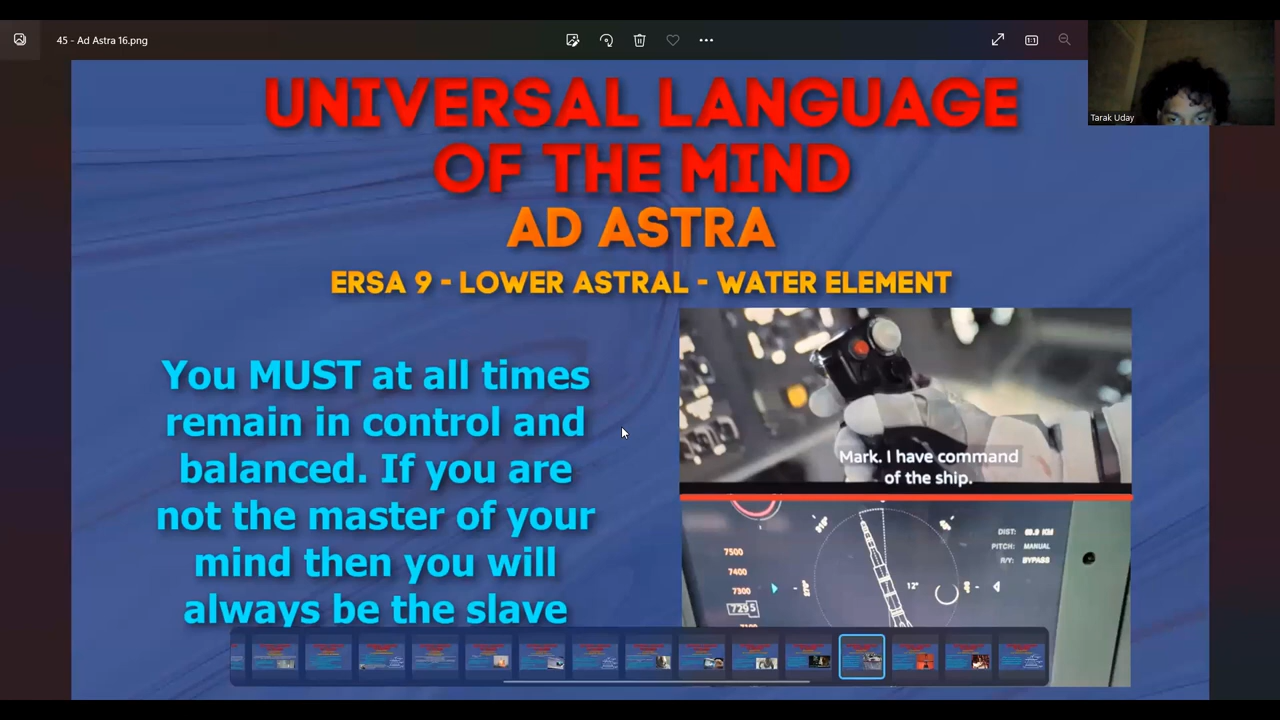 45 - Ad Astra 16.png
Tarak Uday
UNIVERSAL LANGUAGE
OF THE MIND
AD ASTRA
ERSA 9 - LOWER ASTRAL - WATER ELEMENT
You MUST at all times
remain in control and
balanced. If you are
not the master of your
mind then you will
always be the slave
Mark. I have command
of the ship.
DIST:
PITCH: MANUAL
R/Y: BYPASS
7500
7400
7300
12°